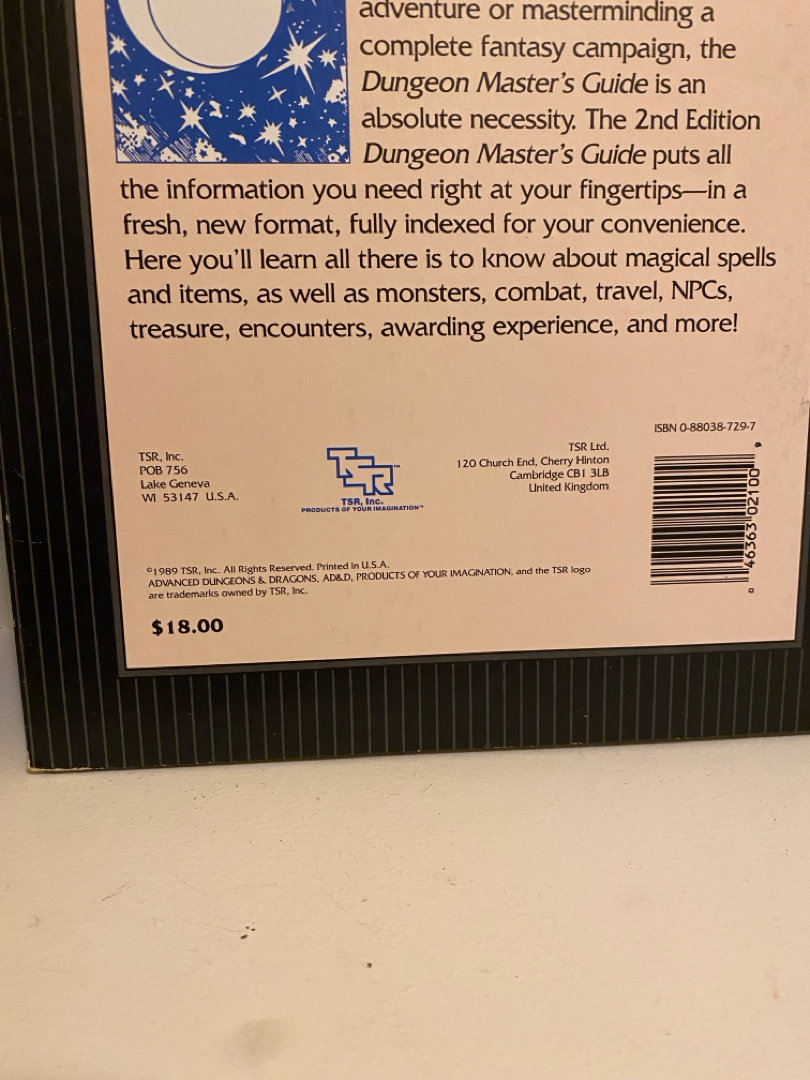 adventure or masterminding a
complete fantasy campaign, the
Dungeon Master's Guide is an
absolute necessity. The 2nd Edition
Dungeon Master's Guide puts all
the information you need right at your fingertips—in a
fresh, new format, fully indexed for your convenience.
Here you'll learn all there is to know about magical spells
and items, as well as monsters, combat, travel, NPCs,
treasure, encounters, awarding experience, and more!
TSR, Inc.
POB 756
Lake Geneva
WI 53147 U.S.A.
TSR™
TSR, Inc.
PRODUCTS OF YOUR IMAGINATION™
TSR Ltd.
120 Church End, Cherry Hinton
Cambridge CB1 3LB
United Kingdom
ISBN 0-88038-729-7
0 46363 02100 9
©1989 TSR, Inc. All Rights Reserved. Printed in U.S.A.
ADVANCED DUNGEONS & DRAGONS, AD&D, PRODUCTS OF YOUR IMAGINATION, and the TSR logo
are trademarks owned by TSR, Inc.
$18.00